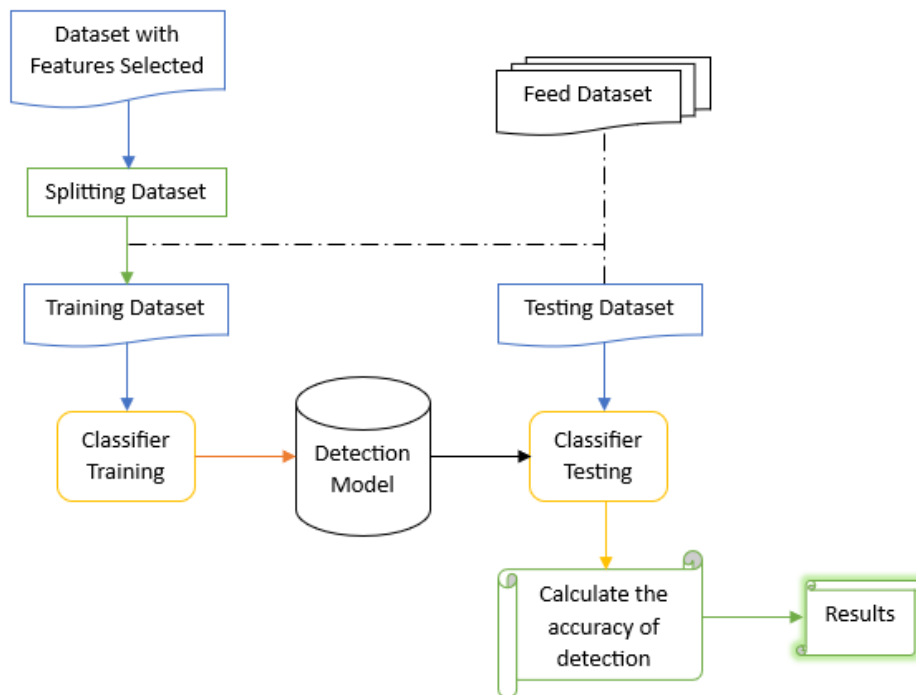 Dataset with
Features Selected
Feed Dataset
Splitting Dataset
Training Dataset
Testing Dataset
Classifier
Training
Detection
Model
Classifier
Testing
Calculate the
accuracy of
detection
Results